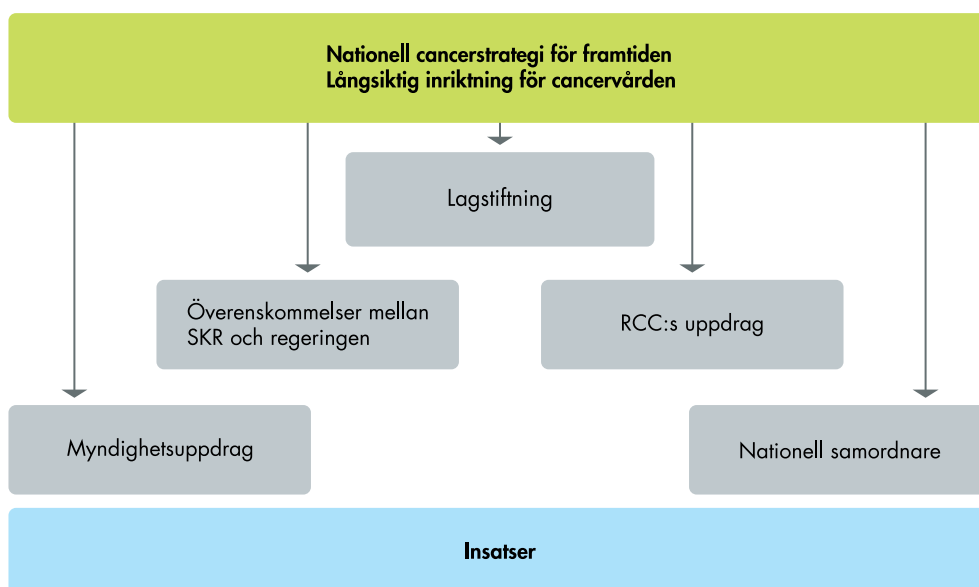 Nationell cancerstrategi för framtiden
Långsiktig inriktning för cancervården
Lagstiftning
Överenskommelser mellan
SKR och regeringen
RCC:s uppdrag
Myndighetsuppdrag
Nationell samordnare
Insatser